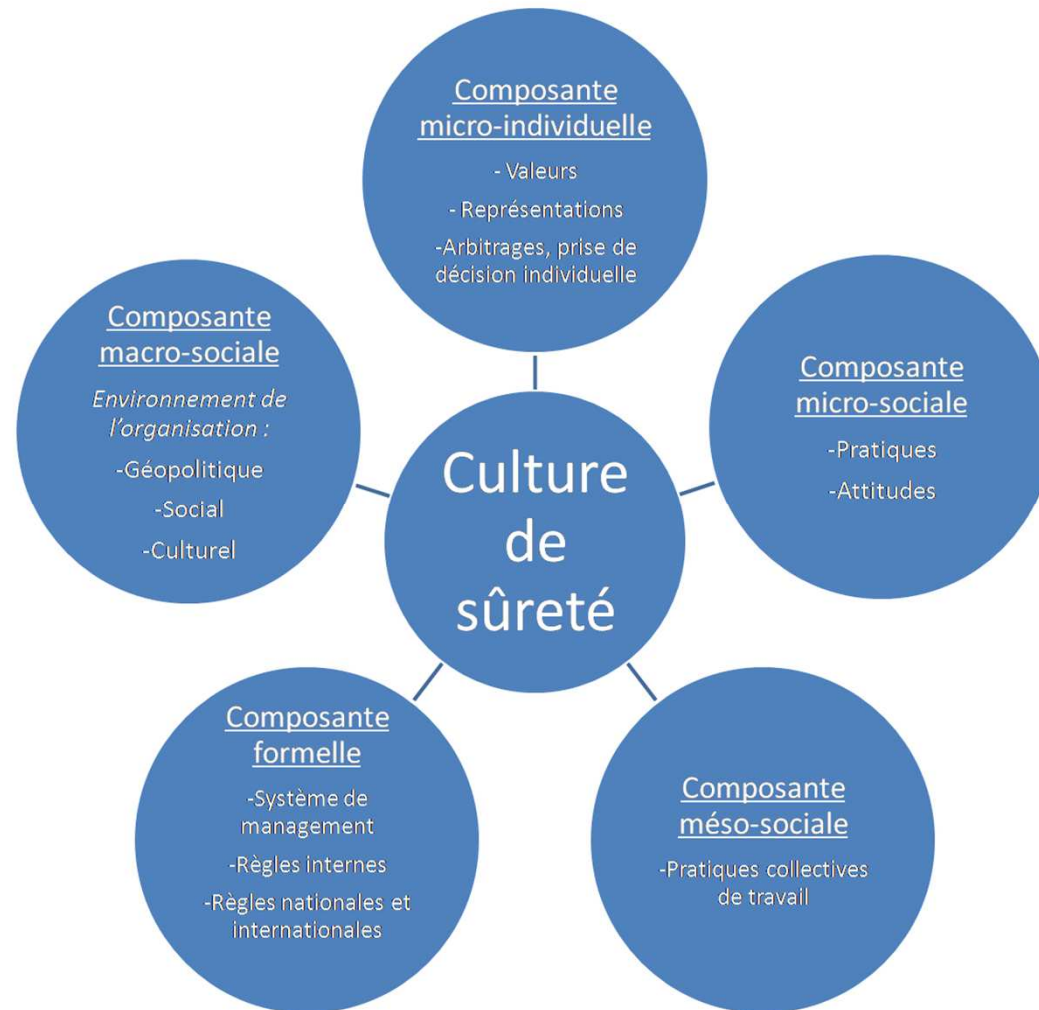 Composante
micro-individuelle
- Valeurs
- Représentations
-Arbitrages, prise de
décision individuelle
Composante
micro-sociale
-Pratiques
-Attitudes
Composante
méso-sociale
-Pratiques collectives
de travail
Composante
formelle
-Système de
management
-Règles internes
-Règles nationales et
internationales
Composante
macro-sociale
Environnement de
l'organisation :
-Géopolitique
-Social
-Culturel
Culture
de
sûreté